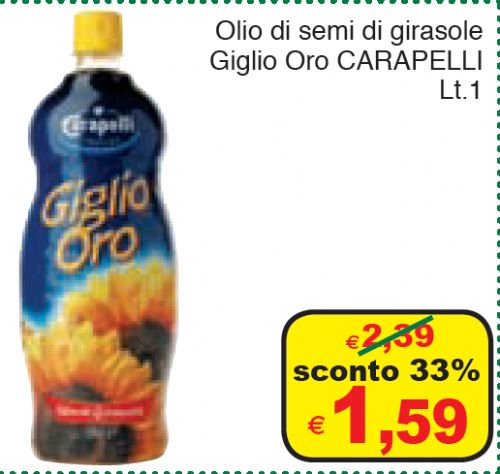 Olio di semi di girasole
Giglio Oro CARAPELLI
Lt.1
Carapelli
Giglio
Oro
€2,39
sconto 33%
€ 1,59